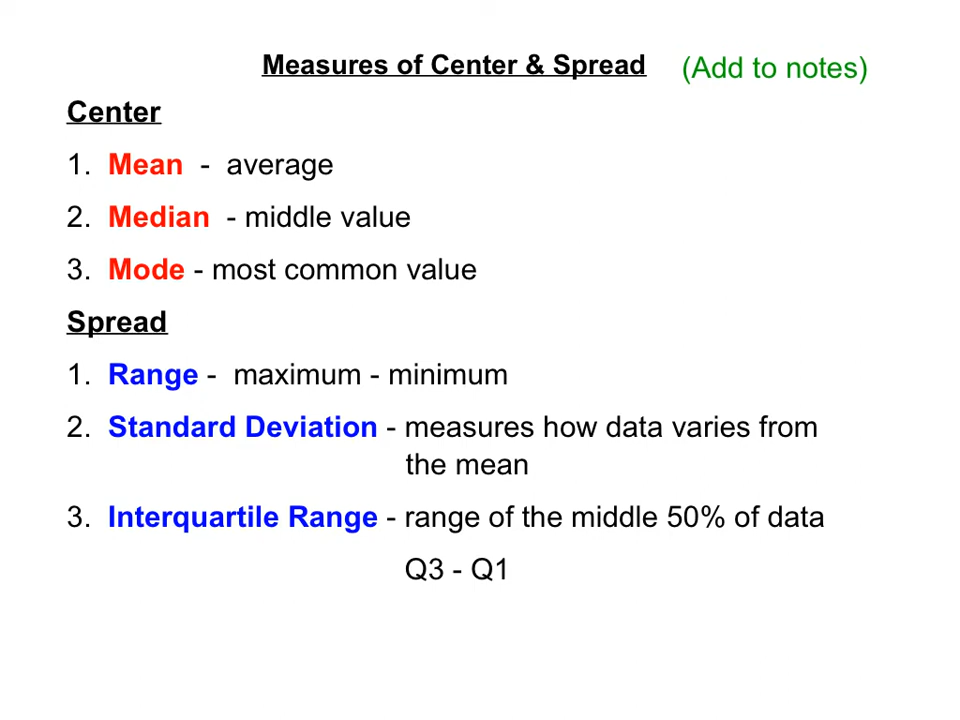 Measures of Center & Spread (Add to notes)
Center
1. Mean - average
2. Median - middle value
3. Mode - most common value
Spread
1. Range - maximum - minimum
2. Standard Deviation - measures how data varies from
the mean
3. Interquartile Range - range of the middle 50% of data
Q3 - Q1